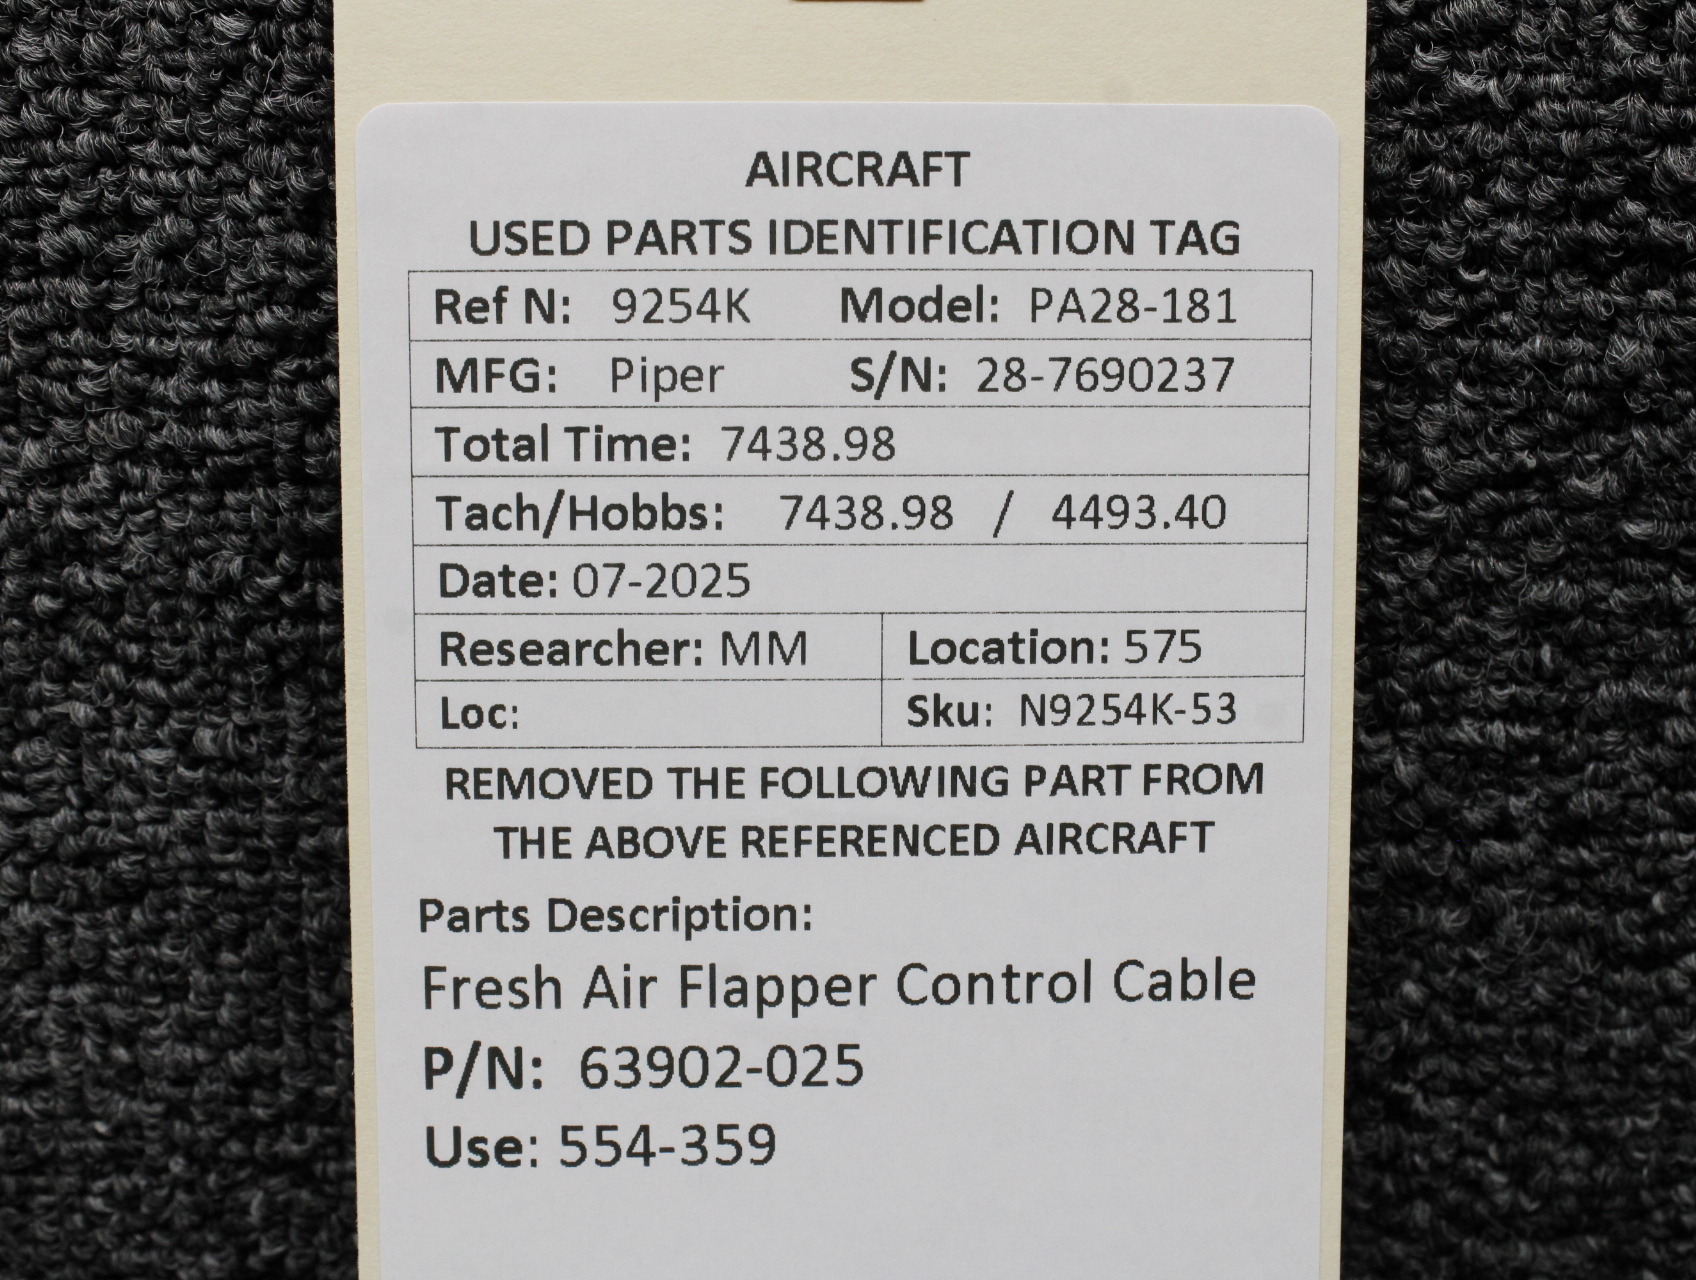 AIRCRAFT
USED PARTS IDENTIFICATION TAG
Ref N: 9254K Model: PA28-181
MFG: Piper S/N: 28-7690237
Total Time: 7438.98
Tach/Hobbs: 7438.98 / 4493.40
Date: 07-2025
Researcher: MM Location: 575
Loc: Sku: N9254K-53
REMOVED THE FOLLOWING PART FROM
THE ABOVE REFERENCED AIRCRAFT
Parts Description:
Fresh Air Flapper Control Cable
P/N: 63902-025
Use: 554-359